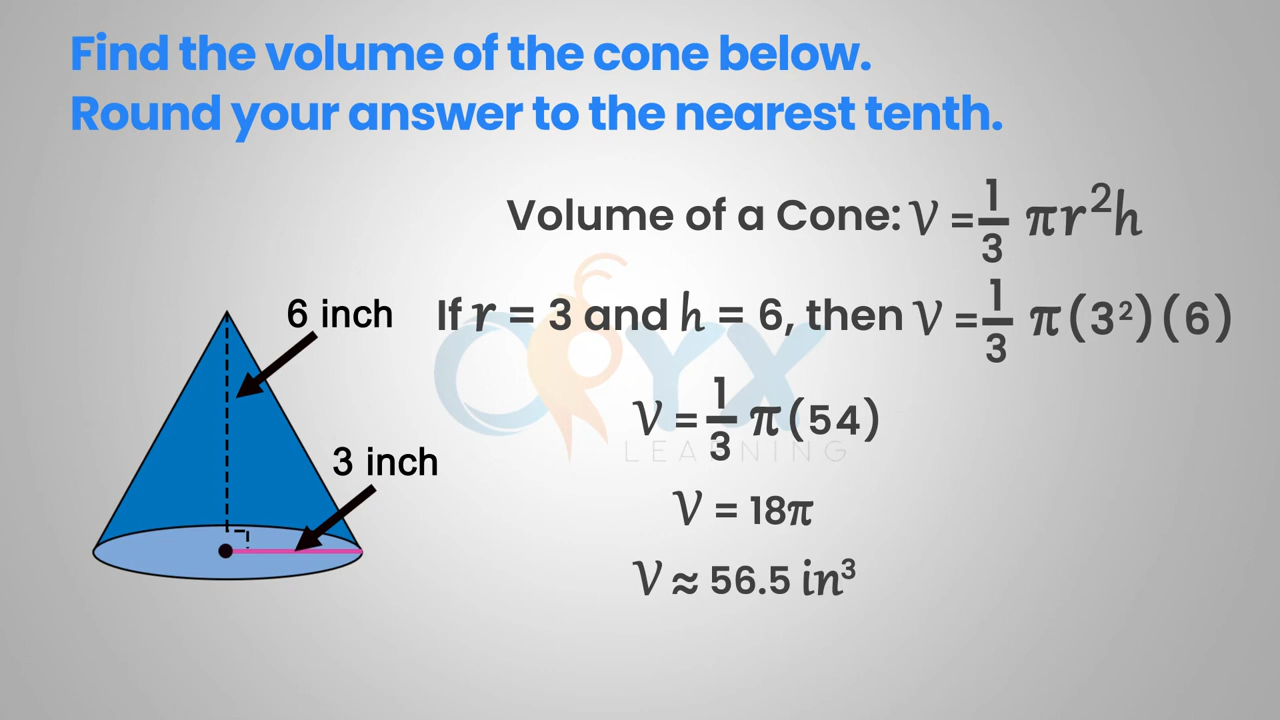 Find the volume of the cone below.
Round your answer to the nearest tenth.
Volume of a Cone: V = 1/3 πr²h
6 inch
If r = 3 and h = 6, then V = 1/3 π(3²)(6)
V = 1/3 π(54)
3 inch
V = 18π
V ≈ 56.5 in³
ORYX
LEARNING